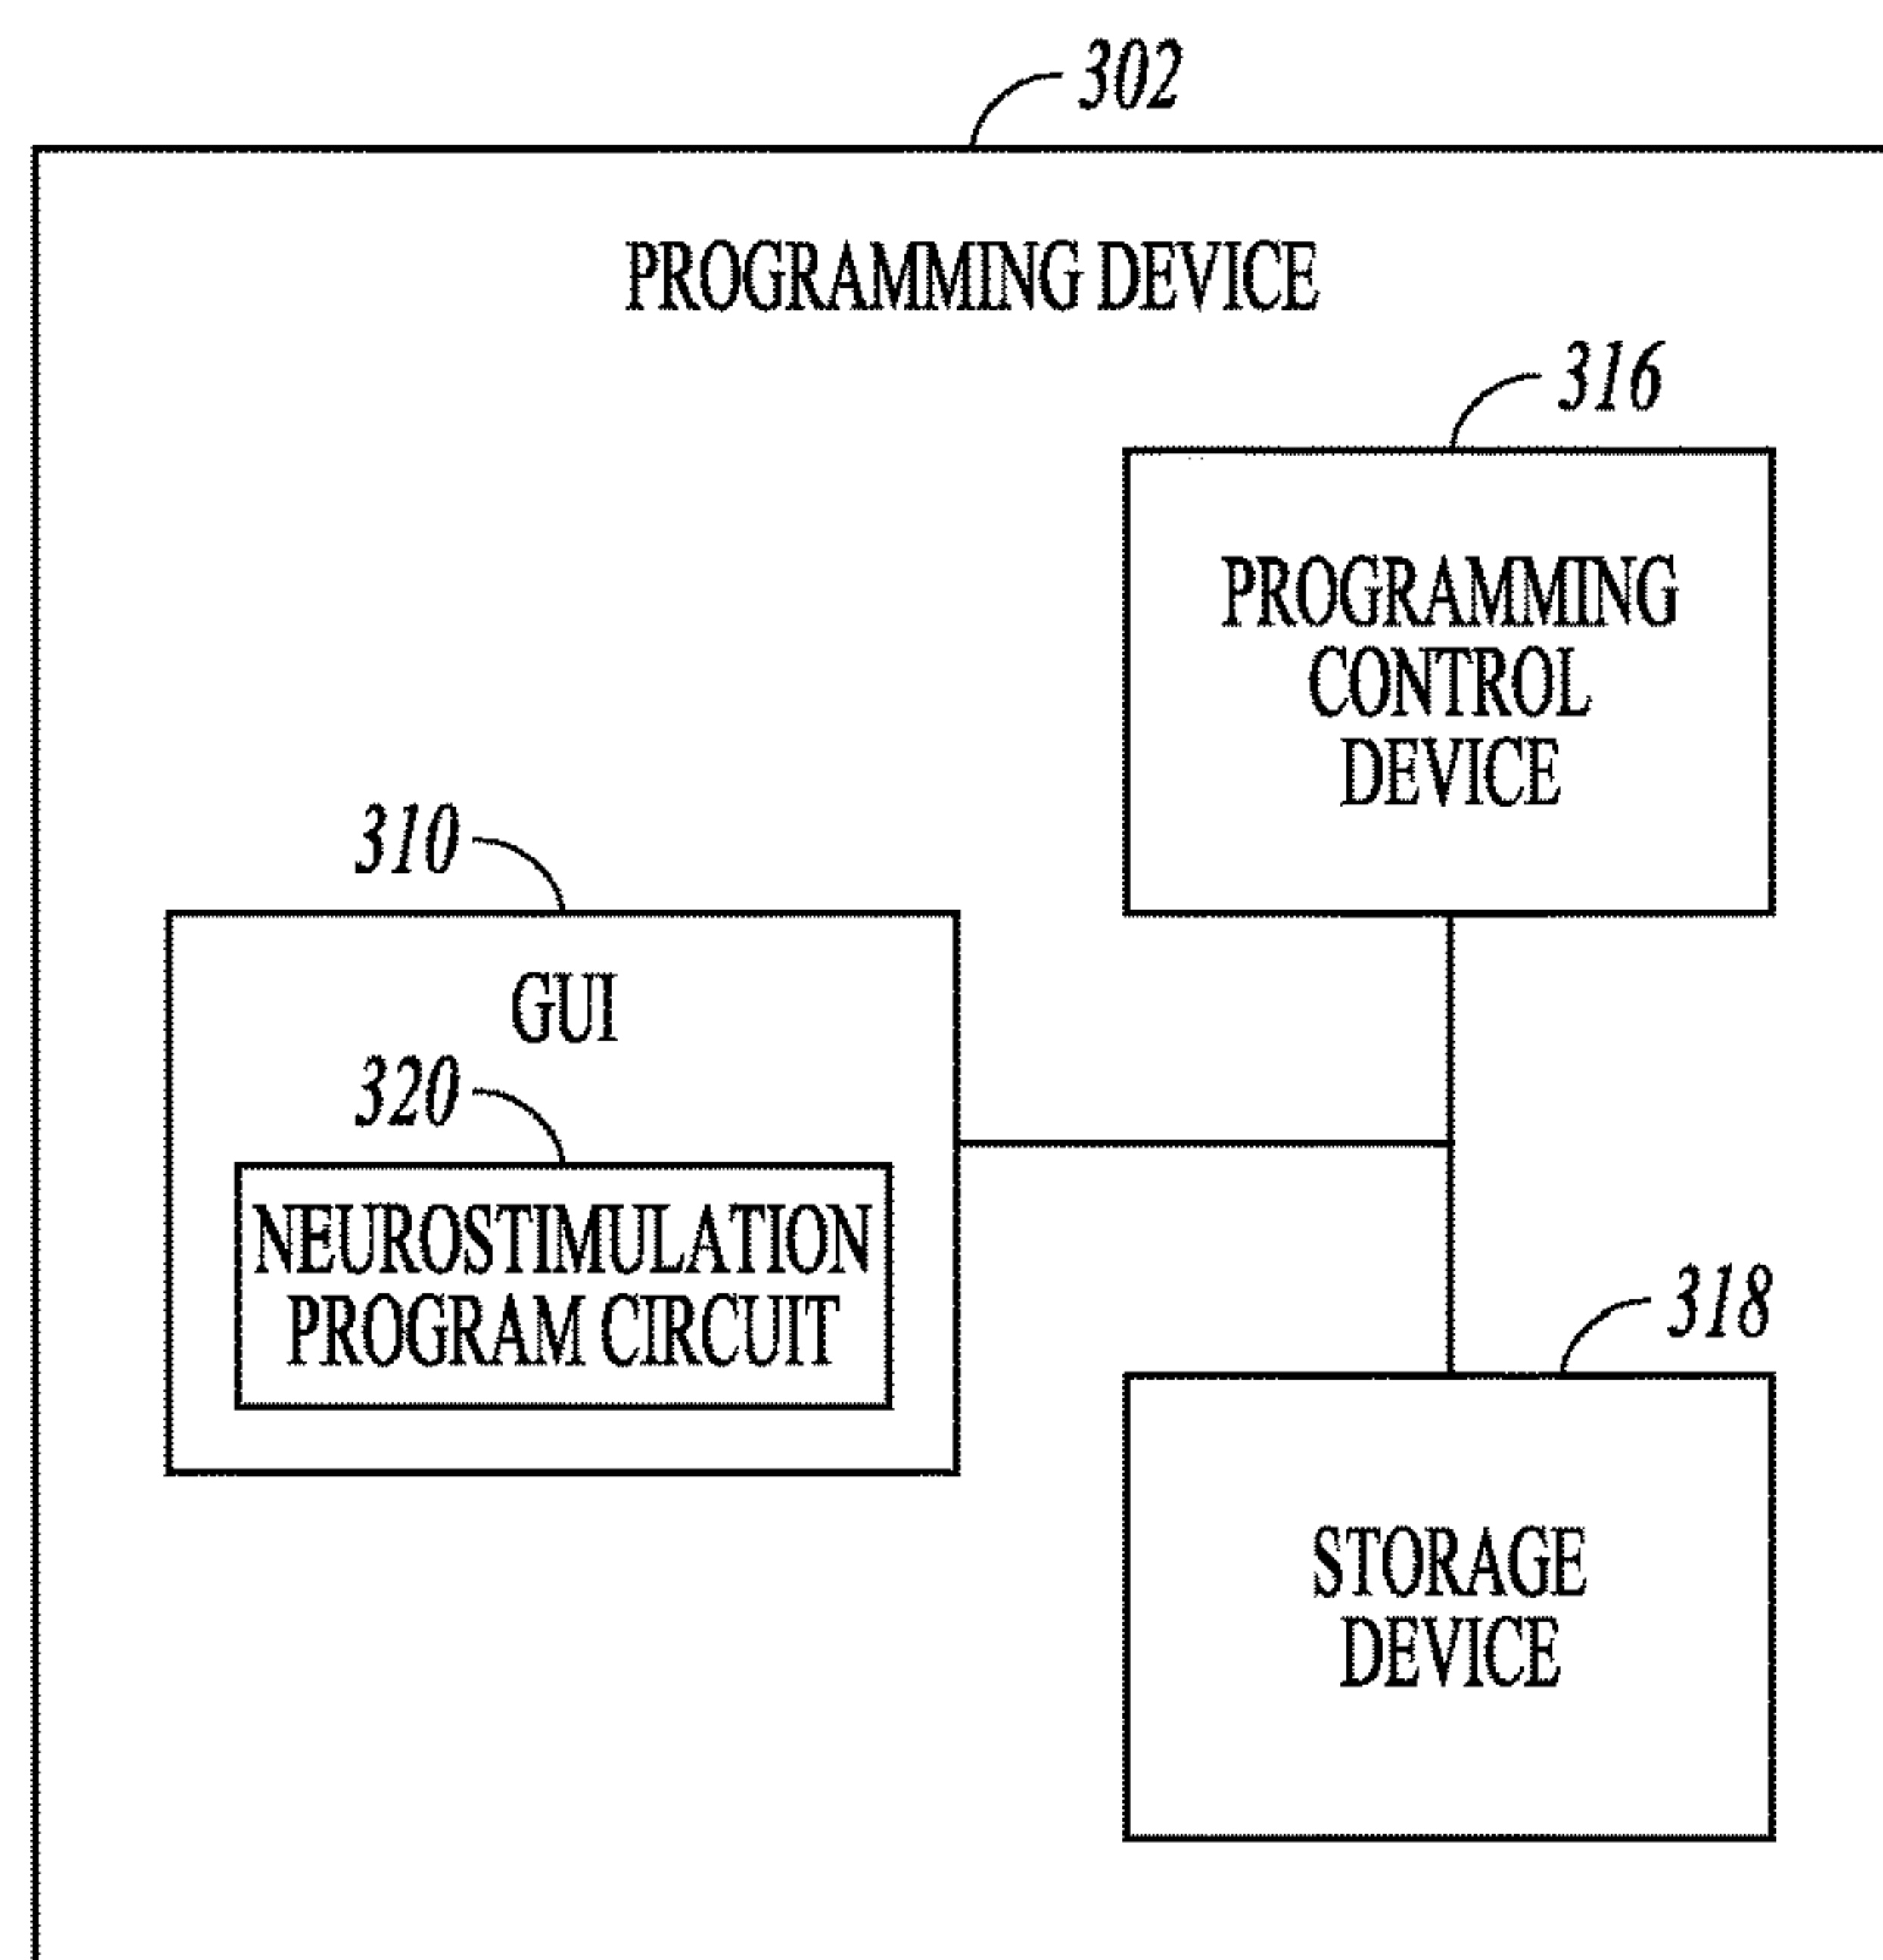 302
PROGRAMMING DEVICE
316
PROGRAMMING
CONTROL
DEVICE
310
GUI
320
NEUROSTIMULATION
PROGRAM CIRCUIT
318
STORAGE
DEVICE